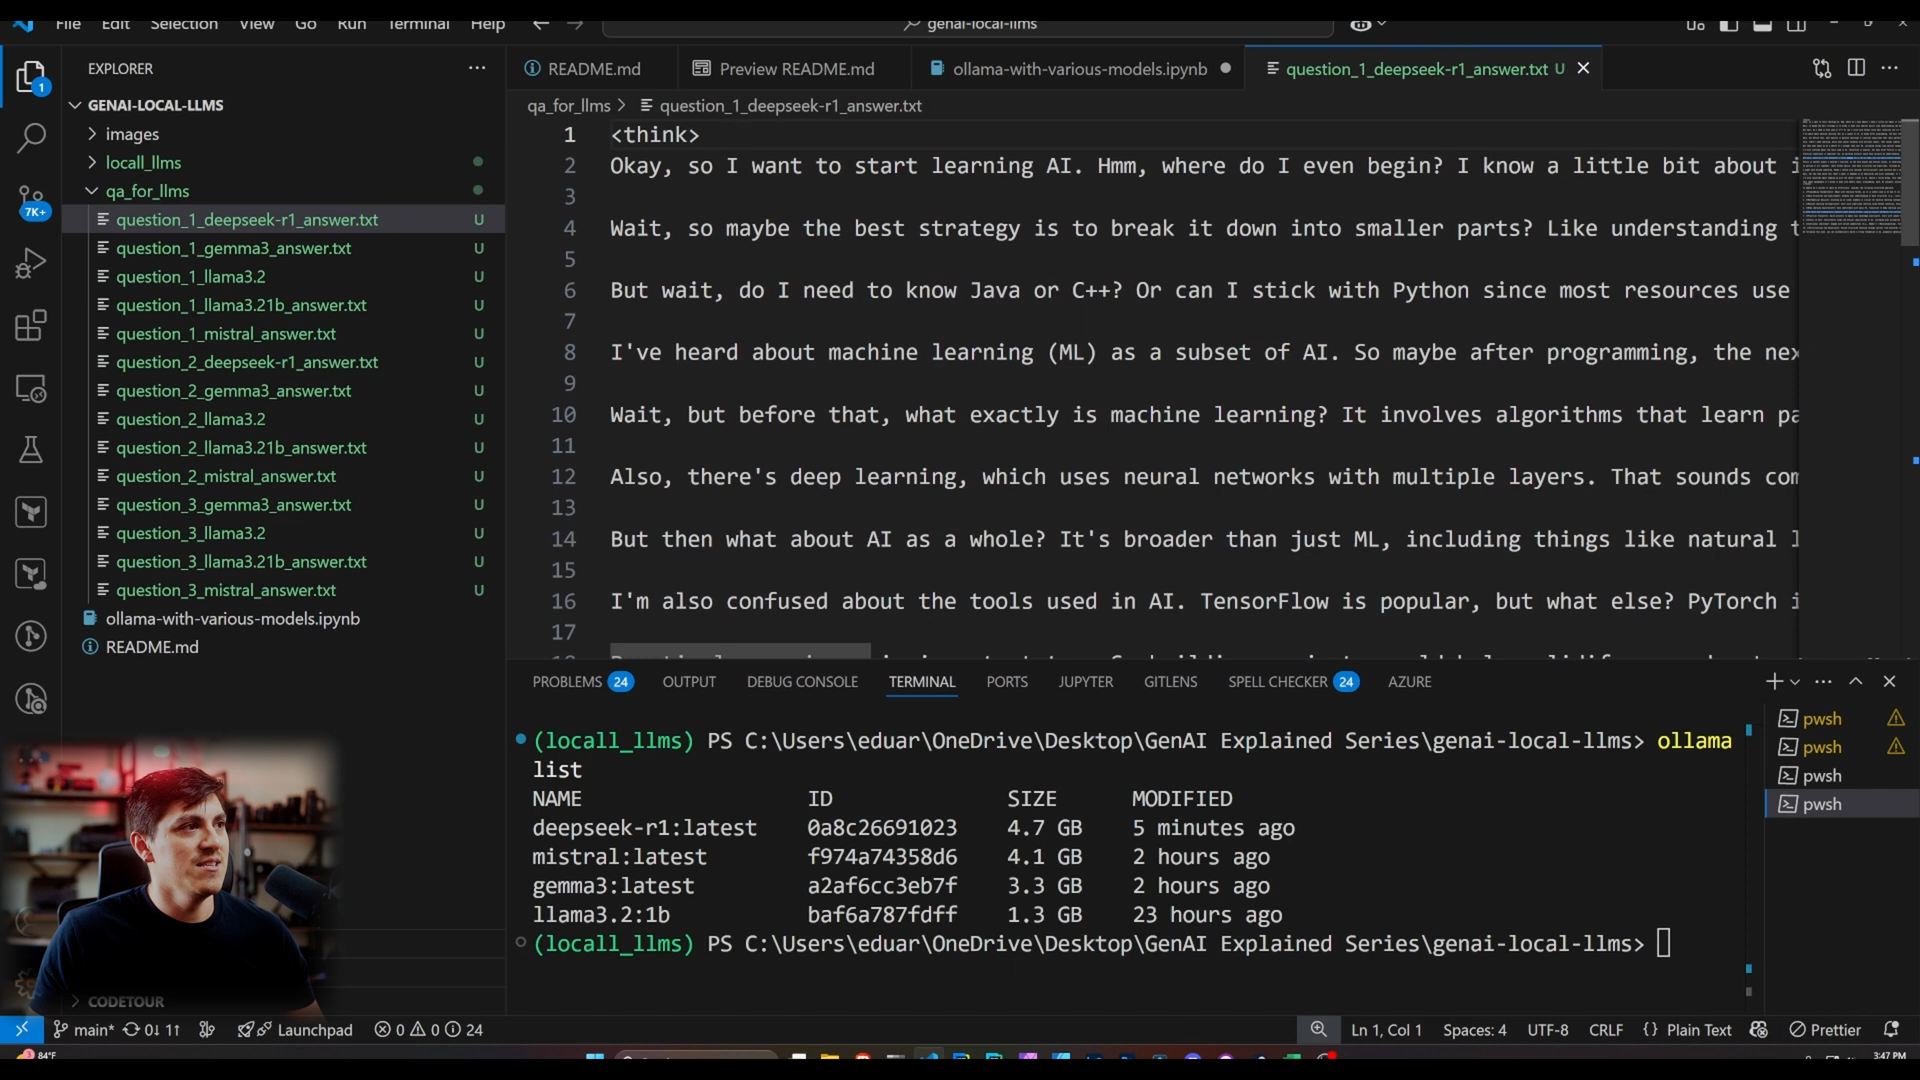 File Edit Selection View Go Run Terminal Help genai-local-llms
EXPLORER
README.md Preview README.md ollama-with-various-models.ipynb question_1_deepseek-r1_answer.txt U
GENAI-LOCAL-LLMS
qa_for_llms > question_1_deepseek-r1_answer.txt
images
locall_llms
qa_for_llms
question_1_deepseek-r1_answer.txt U
question_1_gemma3_answer.txt U
question_1_llama3.2 U
question_1_llama3.21b_answer.txt U
question_1_mistral_answer.txt U
question_2_deepseek-r1_answer.txt U
question_2_gemma3_answer.txt U
question_2_llama3.2 U
question_2_llama3.21b_answer.txt U
question_2_mistral_answer.txt U
question_3_gemma3_answer.txt U
question_3_llama3.2 U
question_3_llama3.21b_answer.txt U
question_3_mistral_answer.txt U
ollama-with-various-models.ipynb
README.md
CODETOUR
1
7K+
1 <think>
2 Okay, so I want to start learning AI. Hmm, where do I even begin? I know a little bit about
3
4 Wait, so maybe the best strategy is to break it down into smaller parts? Like understanding
5
6 But wait, do I need to know Java or C++? Or can I stick with Python since most resources use
7
8 I've heard about machine learning (ML) as a subset of AI. So maybe after programming, the
9
10 Wait, but before that, what exactly is machine learning? It involves algorithms that learn
11
12 Also, there's deep learning, which uses neural networks with multiple layers. That sounds
13
14 But then what about AI as a whole? It's broader than just ML, including things like natural
15
16 I'm also confused about the tools used in AI. TensorFlow is popular, but what else? PyTorch
17
PROBLEMS 24 OUTPUT DEBUG CONSOLE TERMINAL PORTS JUPYTER GITLENS SPELL CHECKER 24 AZURE
(locall_llms) PS C:\Users\eduar\OneDrive\Desktop\GenAI Explained Series\genai-local-llms> ollama
list
NAME ID SIZE MODIFIED
deepseek-r1:latest 0a8c26691023 4.7 GB 5 minutes ago
mistral:latest f974a74358d6 4.1 GB 2 hours ago
gemma3:latest a2af6cc3eb7f 3.3 GB 2 hours ago
llama3.2:1b baf6a787fdff 1.3 GB 23 hours ago
(locall_llms) PS C:\Users\eduar\OneDrive\Desktop\GenAI Explained Series\genai-local-llms>
pwsh
pwsh
pwsh
pwsh
main* 0↓ 1↑ Launchpad 0 0 24 Ln 1, Col 1 Spaces: 4 UTF-8 CRLF {} Plain Text Prettier
84°F 3:47 PM